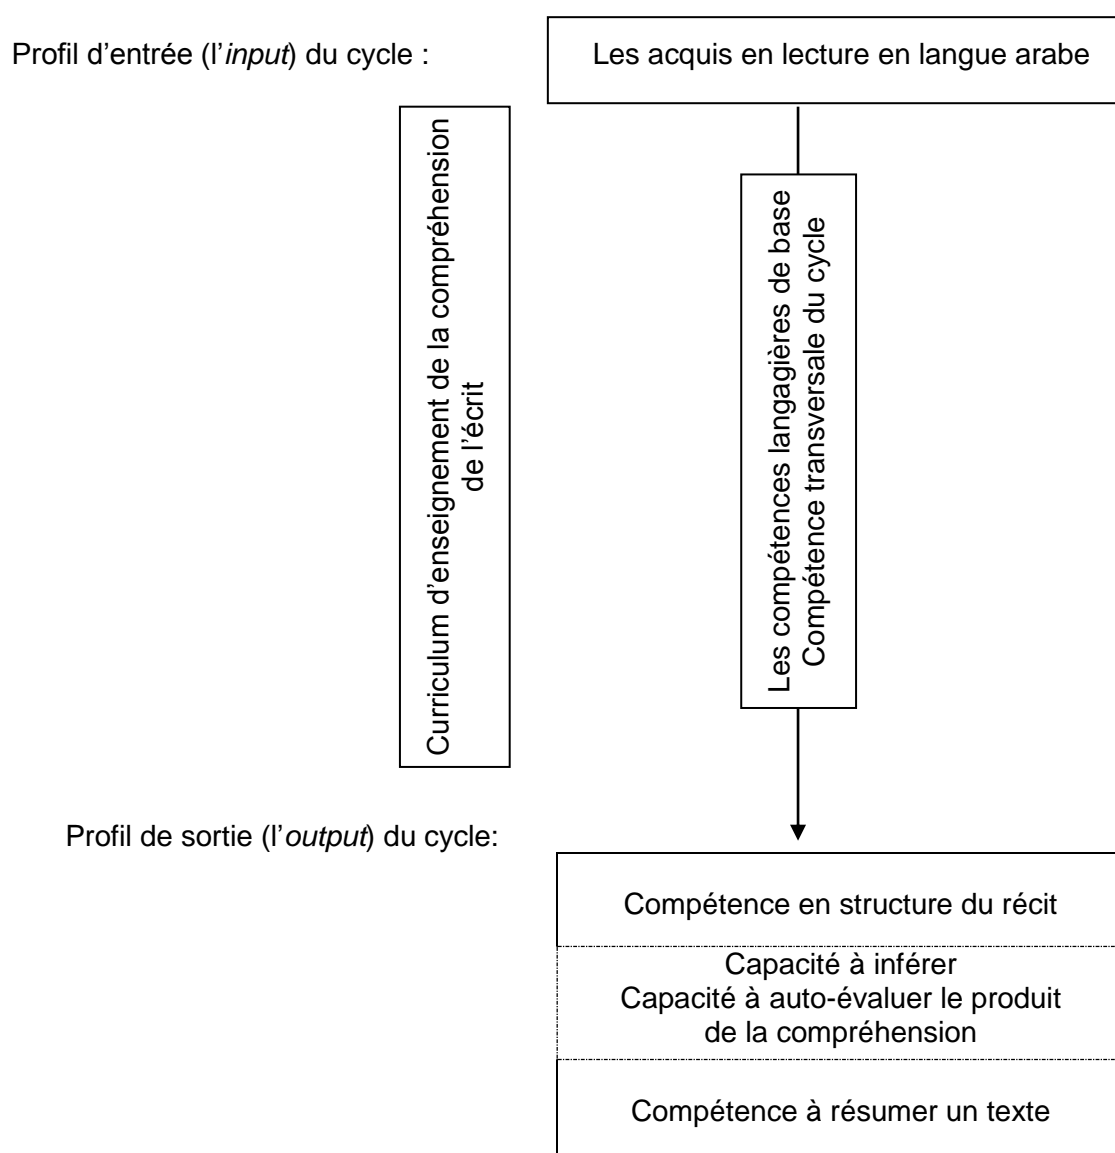 Profil d'entrée (l'input) du cycle :
Les acquis en lecture en langue arabe
Curriculum d'enseignement de la compréhension
de l'écrit
Les compétences langagières de base
Compétence transversale du cycle
Profil de sortie (l'output) du cycle:
Compétence en structure du récit
Capacité à inférer
Capacité à auto-évaluer le produit
de la compréhension
Compétence à résumer un texte